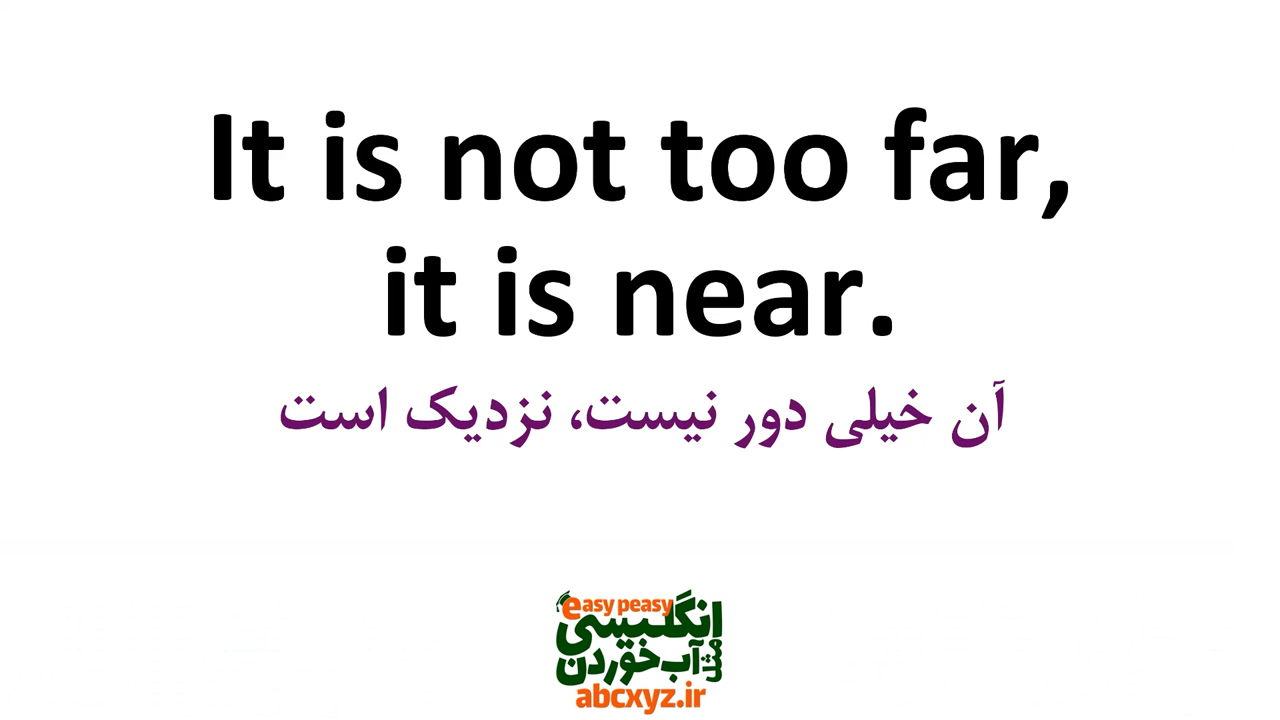 It is not too far,
it is near.
آن خیلی دور نیست، نزدیک است
easy peasy
انگلیسی
مثل آب خوردن
abcxyz.ir